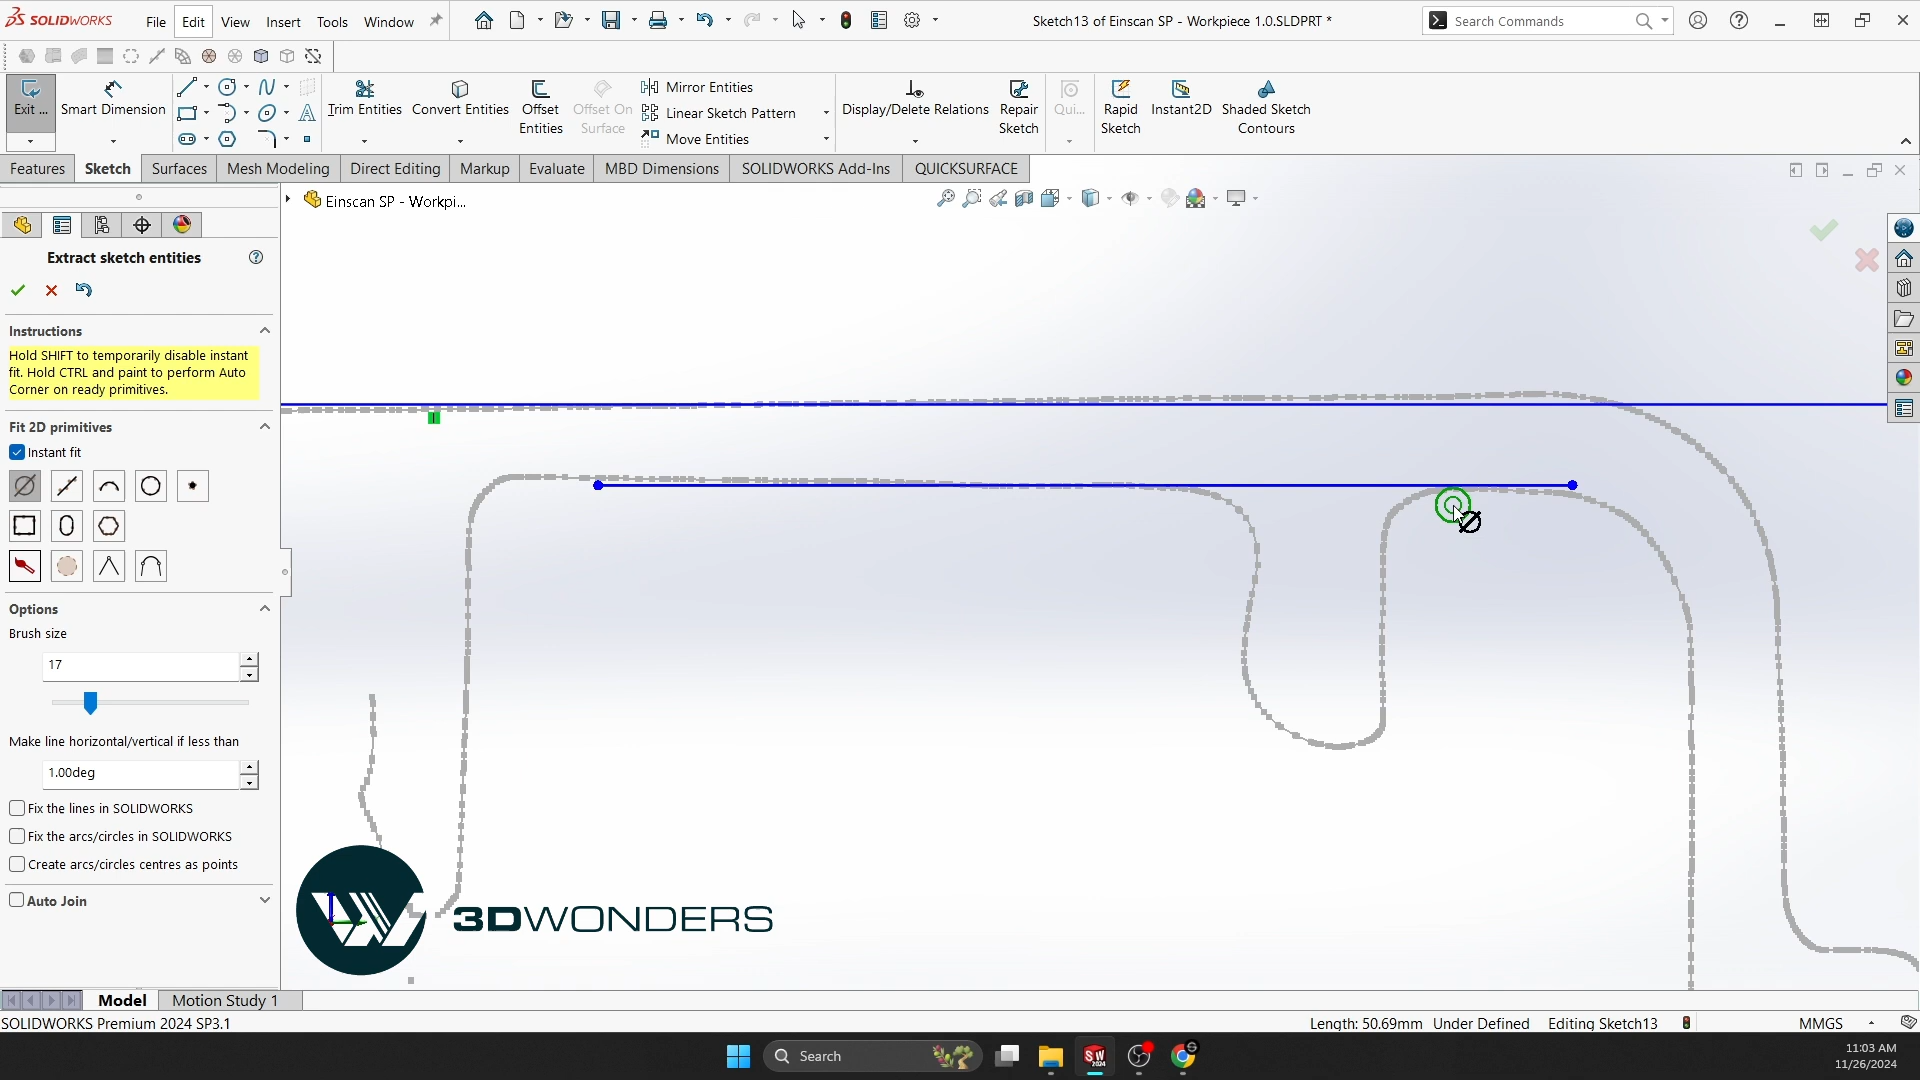 SOLIDWORKS
File
Edit
View
Insert
Tools
Window
Sketch13 of Einscan SP - Workpiece 1.0.SLDPRT *
Search Commands
Exit ...
Smart Dimension
Trim Entities
Convert Entities
Offset
Entities
Offset On
Surface
Mirror Entities
Linear Sketch Pattern
Move Entities
Display/Delete Relations
Repair
Sketch
Qui...
Rapid
Sketch
Instant2D
Shaded Sketch
Contours
Features
Sketch
Surfaces
Mesh Modeling
Direct Editing
Markup
Evaluate
MBD Dimensions
SOLIDWORKS Add-Ins
QUICKSURFACE
Einscan SP - Workpi...
Extract sketch entities
Instructions
Hold SHIFT to temporarily disable instant
fit. Hold CTRL and paint to perform Auto
Corner on ready primitives.
Fit 2D primitives
Instant fit
Options
Brush size
17
Make line horizontal/vertical if less than
1.00deg
Fix the lines in SOLIDWORKS
Fix the arcs/circles in SOLIDWORKS
Create arcs/circles centres as points
Auto Join
3DWONDERS
Model
Motion Study 1
SOLIDWORKS Premium 2024 SP3.1
Length: 50.69mm
Under Defined
Editing Sketch13
MMGS
Search
11:03 AM
11/26/2024